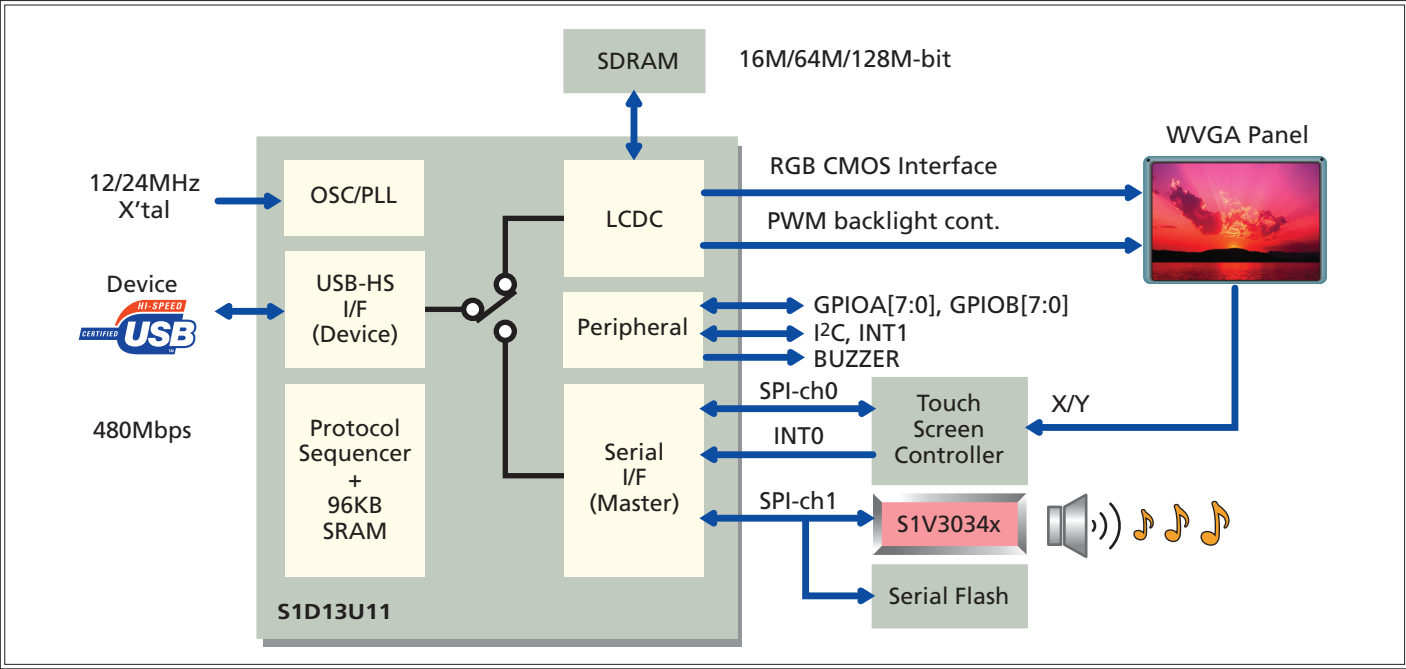 SDRAM
16M/64M/128M-bit
WVGA Panel
12/24MHz
X'tal
OSC/PLL
LCDC
RGB CMOS Interface
PWM backlight cont.
Device
HI-SPEED
CERTIFIED
USB
USB-HS
I/F
(Device)
Peripheral
GPIOA[7:0], GPIOB[7:0]
I²C, INT1
BUZZER
480Mbps
Protocol
Sequencer
+
96KB
SRAM
Serial
I/F
(Master)
SPI-ch0
INT0
SPI-ch1
Touch
Screen
Controller
X/Y
S1V3034x
Serial Flash
S1D13U11